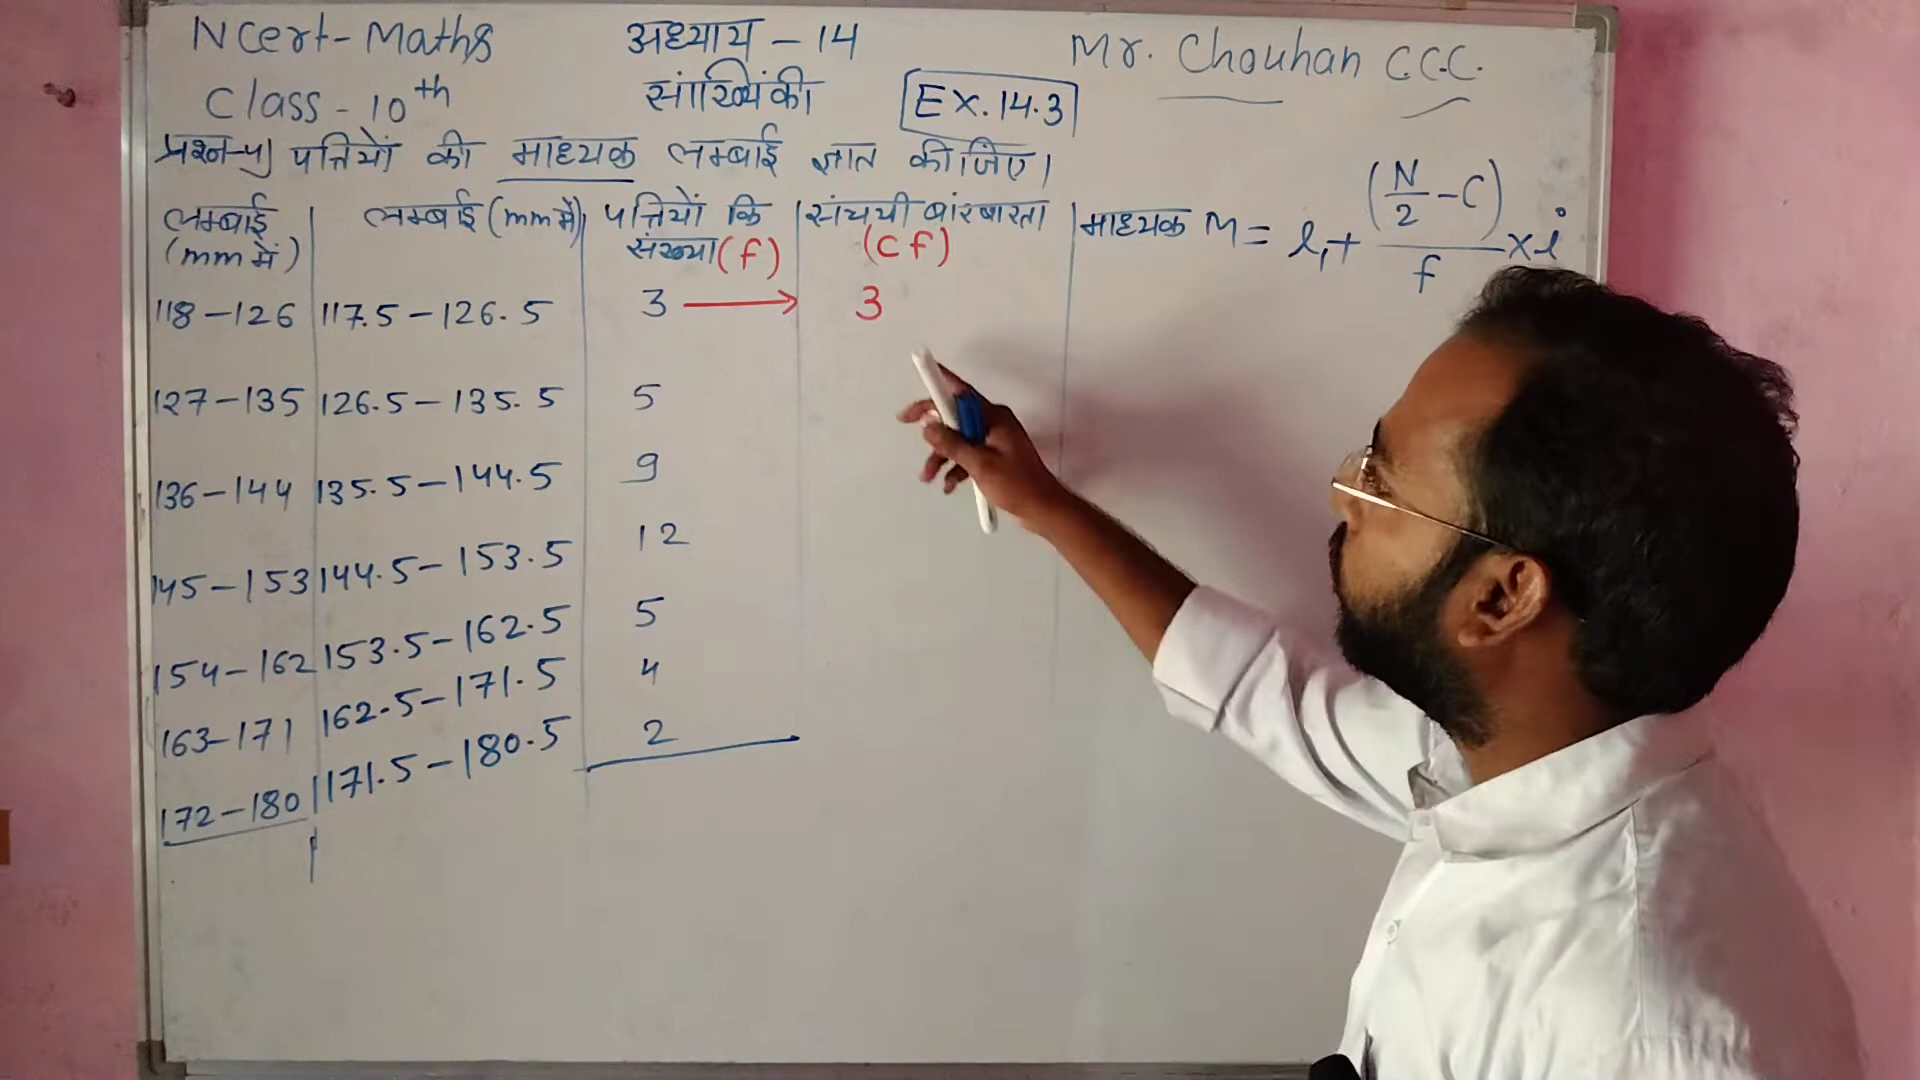 Ncert-Maths अध्याय - 14 Mr. Chouhan C.C.C.
Class - 10th सांख्यिंकी Ex. 14.3
प्रश्न-4) पत्तियों की माध्यक लम्बाई ज्ञात कीजिए।
लम्बाई (mm में) लम्बाई (mm में) पत्तियों कि संख्या (f) संचयी बारंबारता (cf) माध्यक M = l₁ + (N/2 - C)/f × i
118-126 117.5-126.5 3 → 3
127-135 126.5-135.5 5
136-144 135.5-144.5 9
145-153 144.5-153.5 12
154-162 153.5-162.5 5
163-171 162.5-171.5 4
172-180 171.5-180.5 2